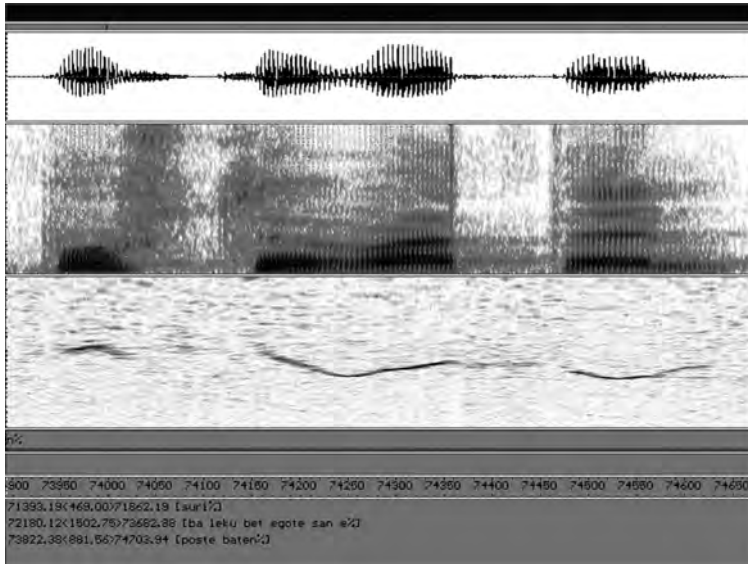 n%
900 73950 74000 74050 74100 74150 74200 74250 74300 74350 74400 74450 74500 74550 74600 74650
71393.19<469.00>71862.19 [suri%]
72180.12<1502.75>73682.88 [ba leku bet egote san e%]
73822.38<881.56>74703.94 [poste baten%]